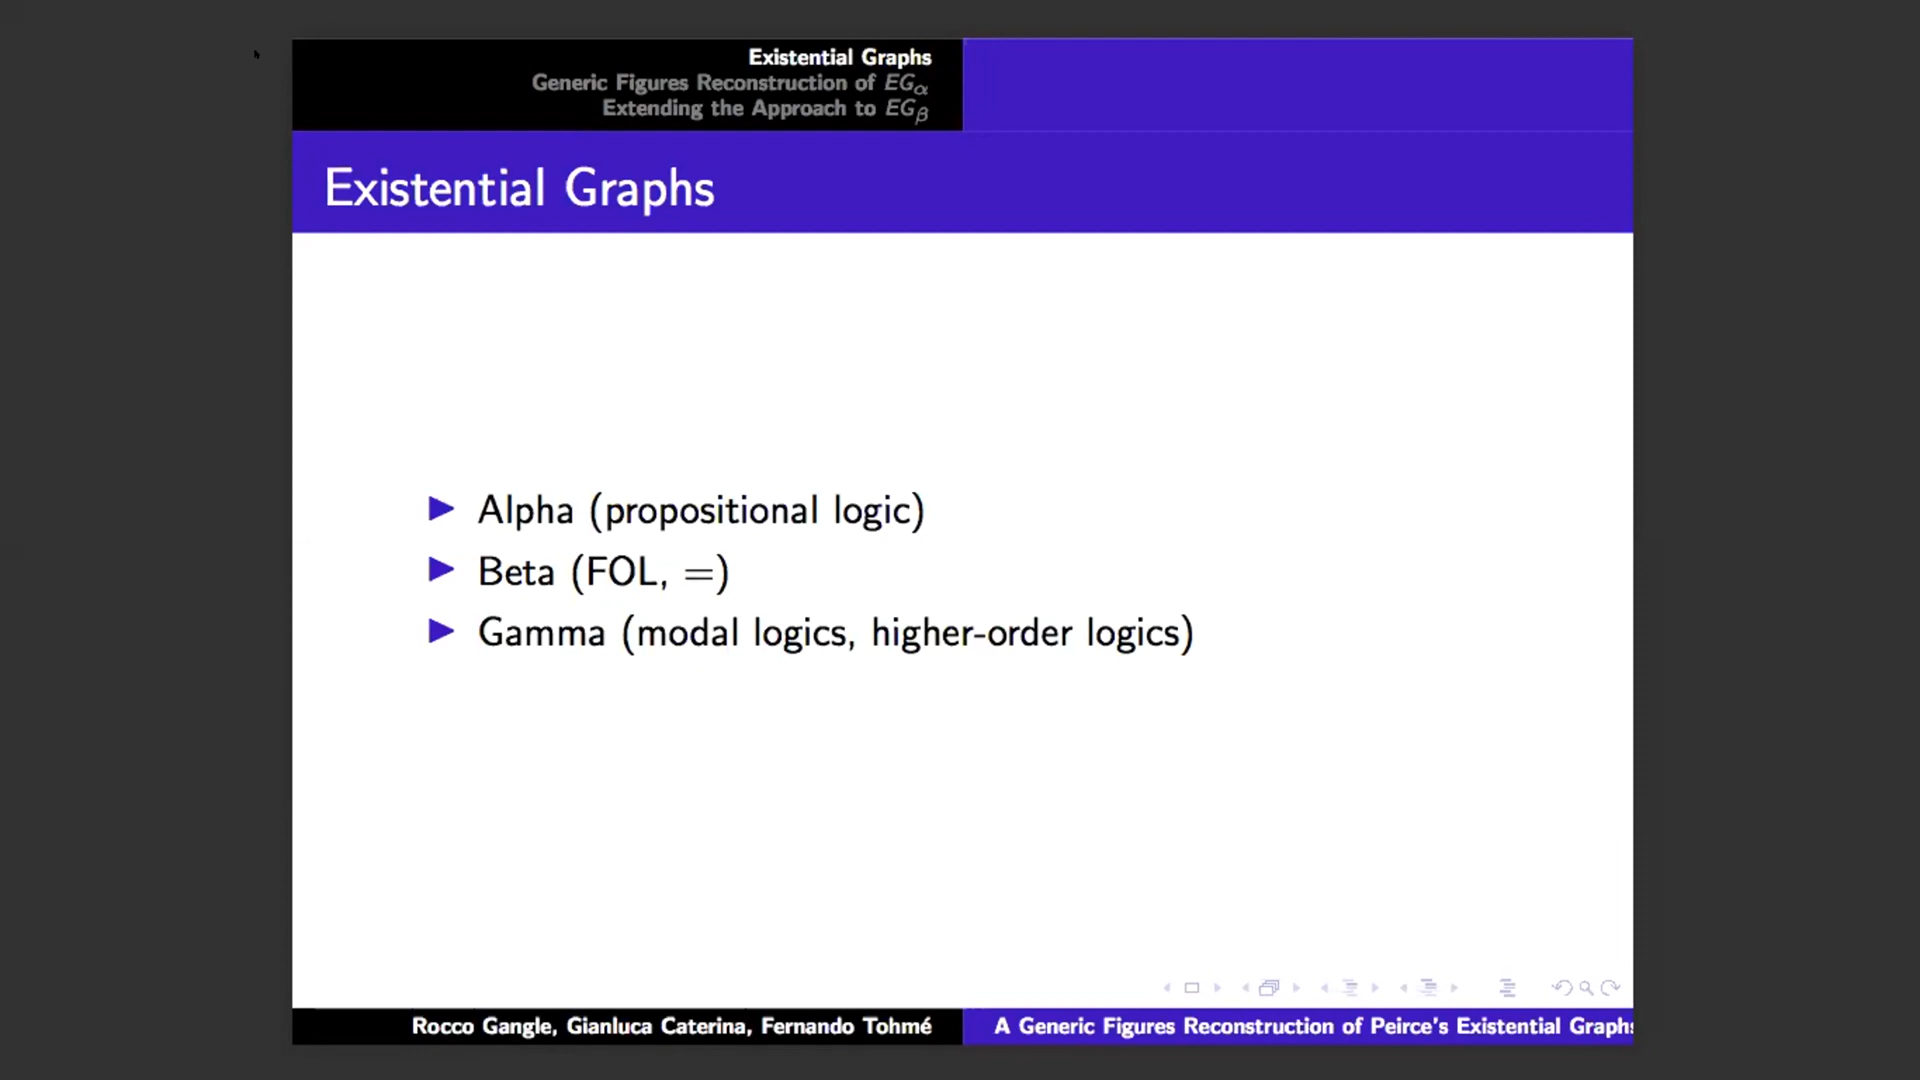 Existential Graphs
Generic Figures Reconstruction of EGα
Extending the Approach to EGβ
Existential Graphs
Alpha (propositional logic)
Beta (FOL, =)
Gamma (modal logics, higher-order logics)
Rocco Gangle, Gianluca Caterina, Fernando Tohmé
A Generic Figures Reconstruction of Peirce's Existential Graphs